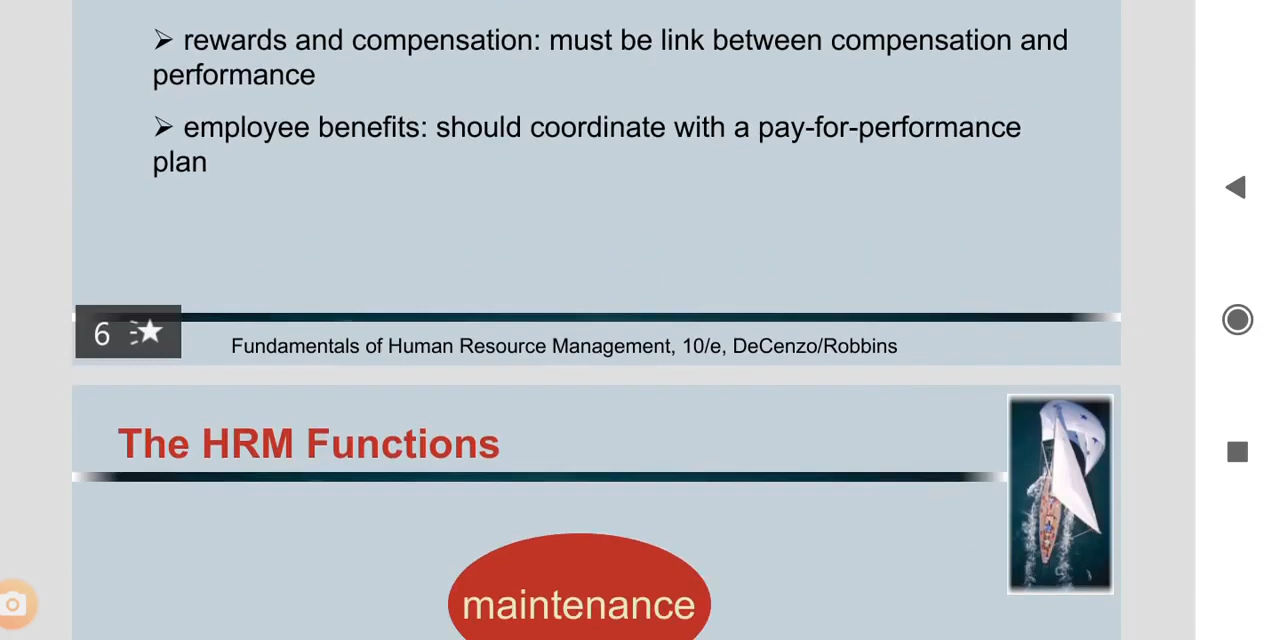 ➢ rewards and compensation: must be link between compensation and
performance
➢ employee benefits: should coordinate with a pay-for-performance
plan
6
Fundamentals of Human Resource Management, 10/e, DeCenzo/Robbins
The HRM Functions
maintenance